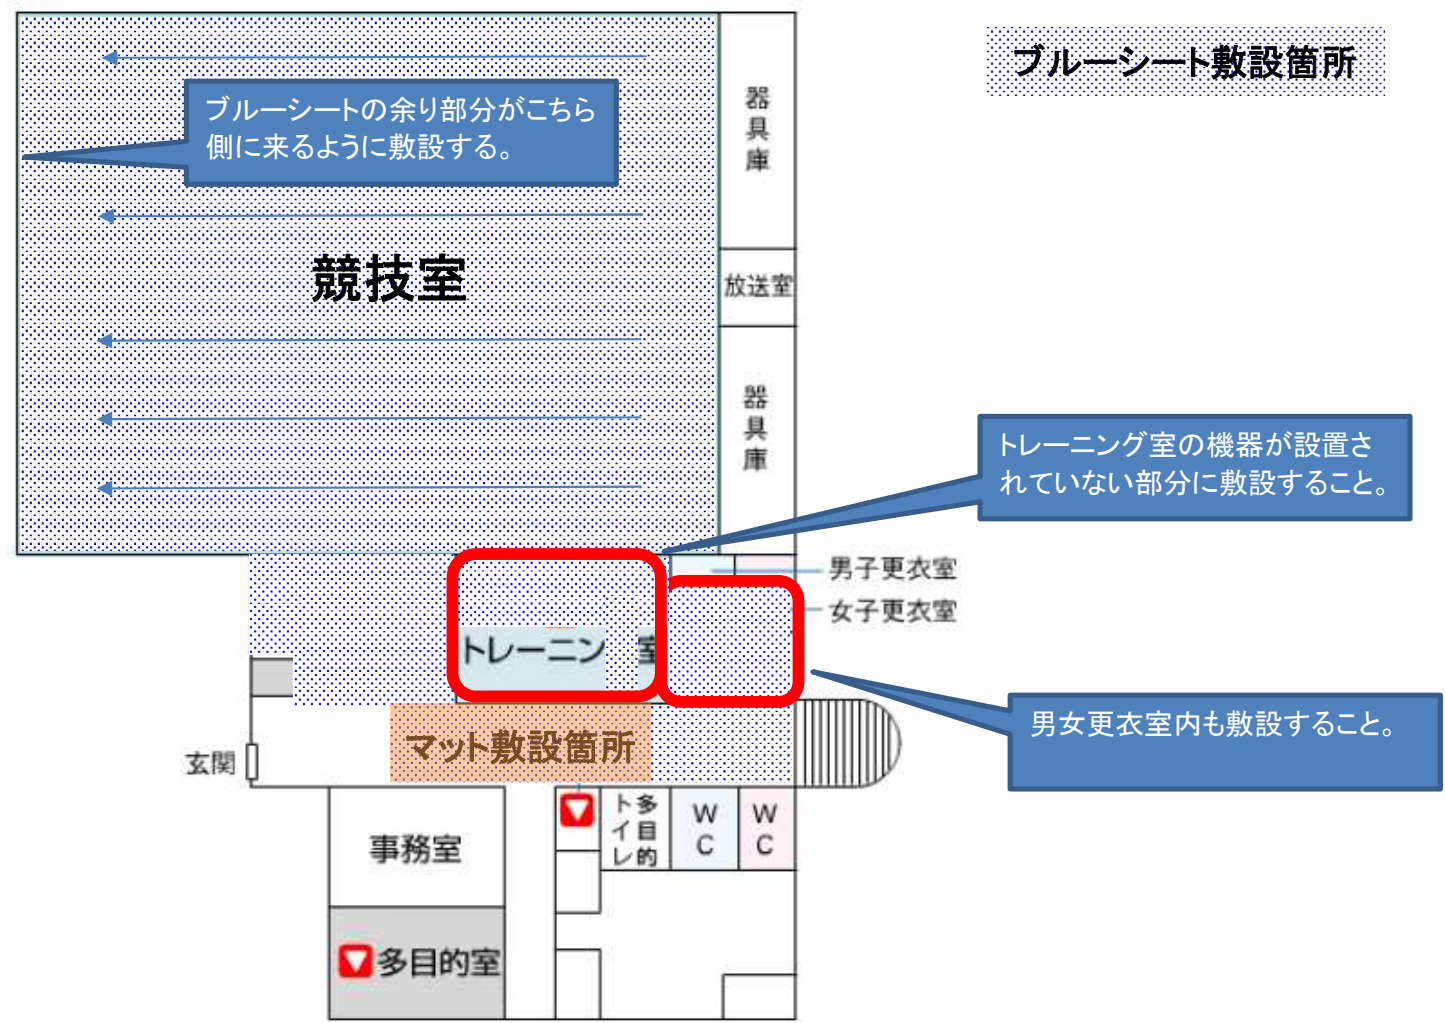 ブルーシート敷設箇所
ブルーシートの余り部分がこちら
側に来るように敷設する。
器具庫
競技室
放送室
器具庫
トレーニング室の機器が設置さ
れていない部分に敷設すること。
男子更衣室
女子更衣室
トレーニン 室
男女更衣室内も敷設すること。
マット敷設箇所
玄関
多目的
トイレ
WC
WC
事務室
多目的室